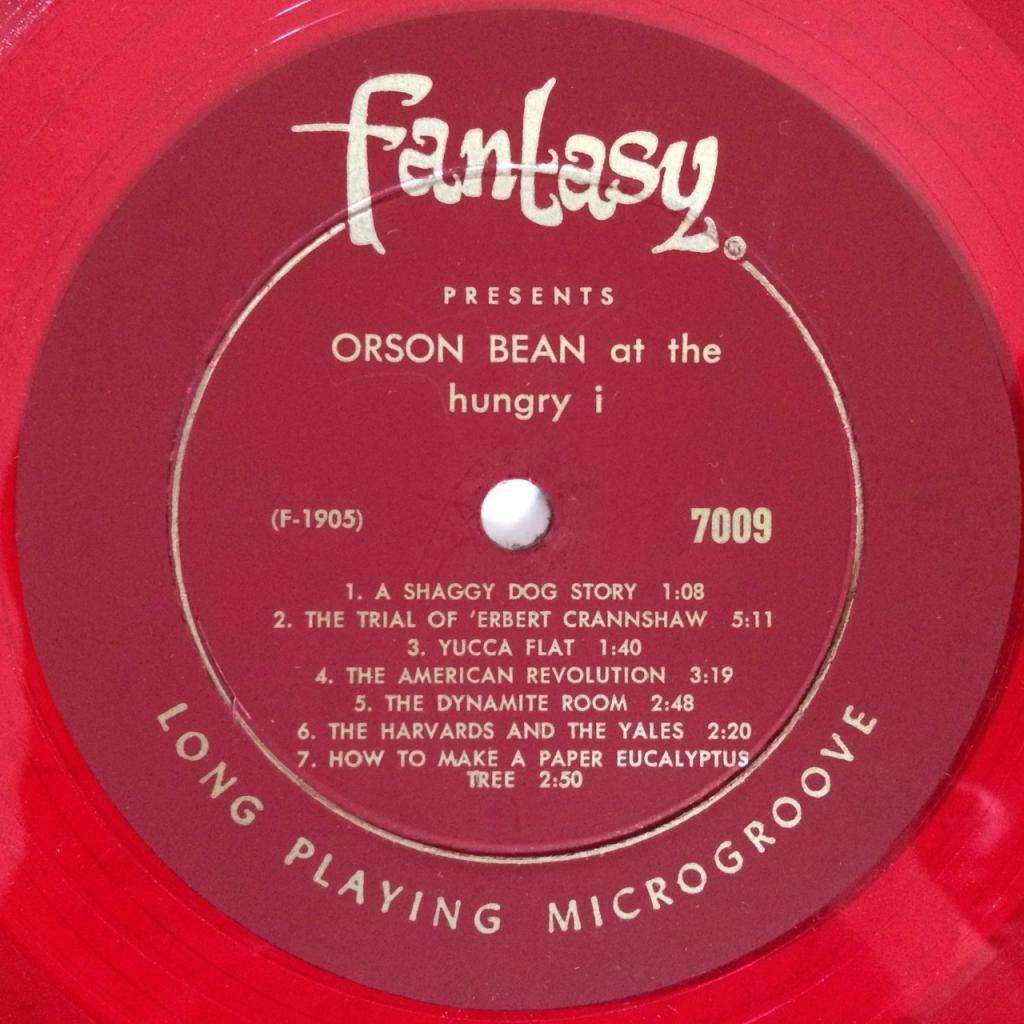 fantasy®
PRESENTS
ORSON BEAN at the
hungry i
(F-1905) 7009
1. A SHAGGY DOG STORY 1:08
2. THE TRIAL OF 'ERBERT CRANNSHAW 5:11
3. YUCCA FLAT 1:40
4. THE AMERICAN REVOLUTION 3:19
5. THE DYNAMITE ROOM 2:48
6. THE HARVARDS AND THE YALES 2:20
7. HOW TO MAKE A PAPER EUCALYPTUS
TREE 2:50
LONG PLAYING MICROGROOVE